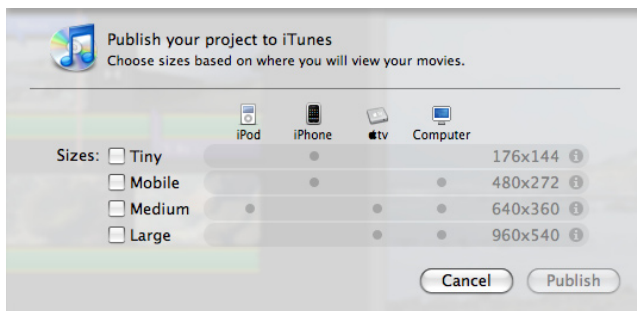 Publish your project to iTunes
Choose sizes based on where you will view your movies.
iPod iPhone tv Computer
Sizes: Tiny 176x144
Mobile 480x272
Medium 640x360
Large 960x540
Cancel Publish